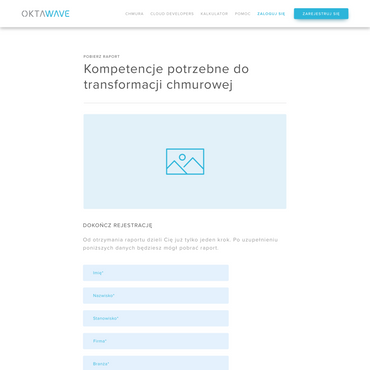 OKTAWAVE
CHMURA CLOUD DEVELOPERS KALKULATOR POMOC ZALOGUJ SIĘ ZAREJESTRUJ SIĘ
POBIERZ RAPORT
Kompetencje potrzebne do
transformacji chmurowej
DOKOŃCZ REJESTRACJĘ
Od otrzymania raportu dzieli Cię już tylko jeden krok. Po uzupełnieniu
poniższych danych będziesz mógł pobrać raport.
Imię*
Nazwisko*
Stanowisko*
Firma*
Branża*